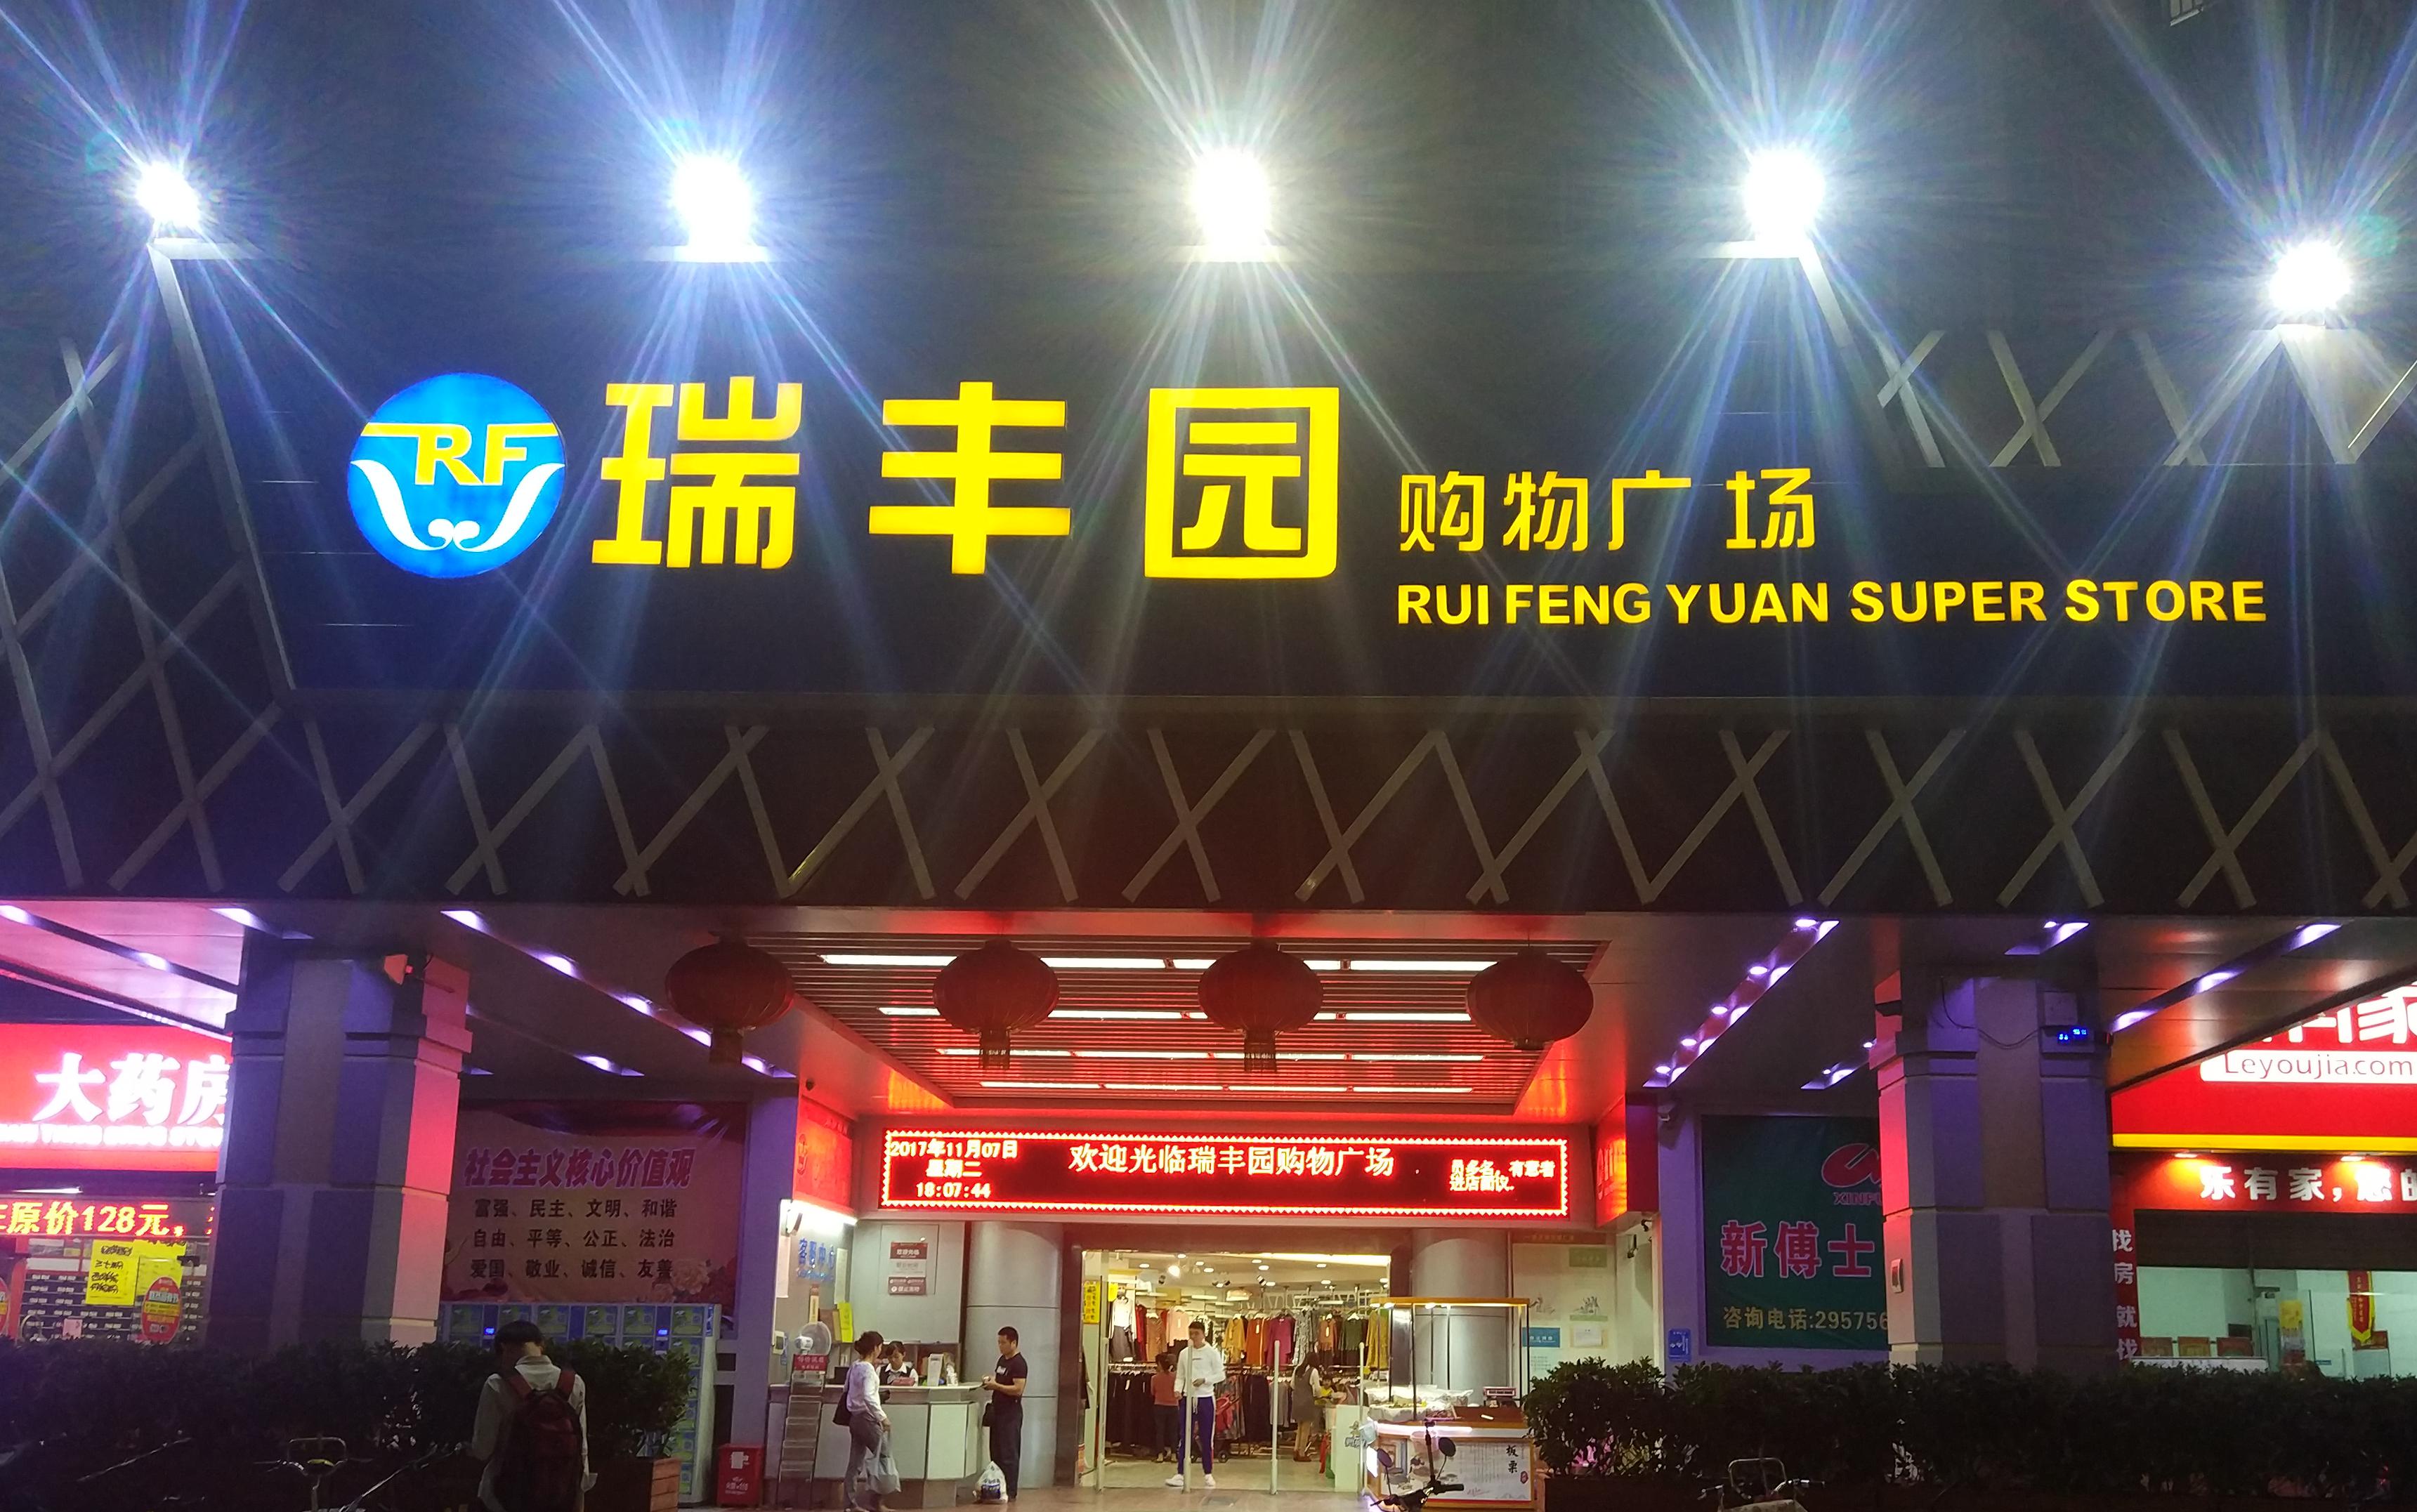 RF
瑞丰园
购物广场
RUI FENG YUAN SUPER STORE
大药房
社会主义核心价值观
富强、民主、文明、和谐
自由、平等、公正、法治
爱国、敬业、诚信、友善
原价128元,
2017年11月07日
星期二
18:07:44
欢迎光临瑞丰园购物广场
Leyoujia.com
乐有家,您的
找房就找
XINFU
新傅士
咨询电话:295756
板栗